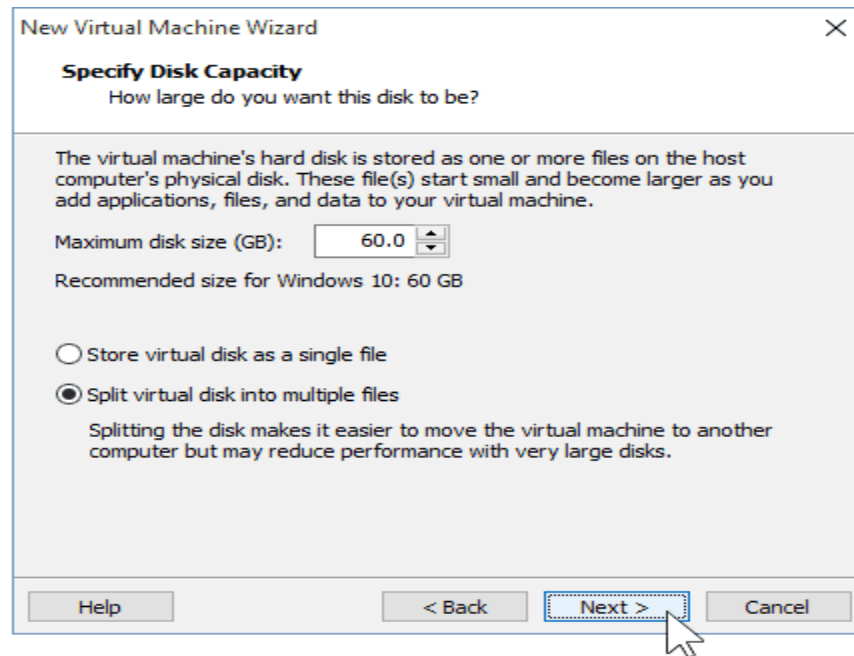 New Virtual Machine Wizard
Specify Disk Capacity
How large do you want this disk to be?
The virtual machine's hard disk is stored as one or more files on the host
computer's physical disk. These file(s) start small and become larger as you
add applications, files, and data to your virtual machine.
Maximum disk size (GB): 60.0
Recommended size for Windows 10: 60 GB
Store virtual disk as a single file
Split virtual disk into multiple files
Splitting the disk makes it easier to move the virtual machine to another
computer but may reduce performance with very large disks.
Help < Back Next > Cancel